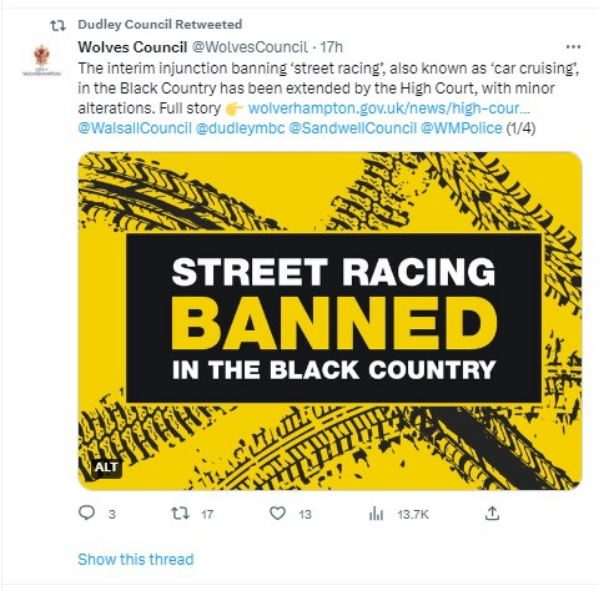 Dudley Council Retweeted
Wolves Council @WolvesCouncil · 17h
The interim injunction banning ‘street racing’, also known as ‘car cruising’,
in the Black Country has been extended by the High Court, with minor
alterations. Full story 👉 wolverhampton.gov.uk/news/high-cour...
@WalsallCouncil @dudleymbc @SandwellCouncil @WMPolice (1/4)
STREET RACING
BANNED
IN THE BLACK COUNTRY
ALT
3 17 13 13.7K
Show this thread